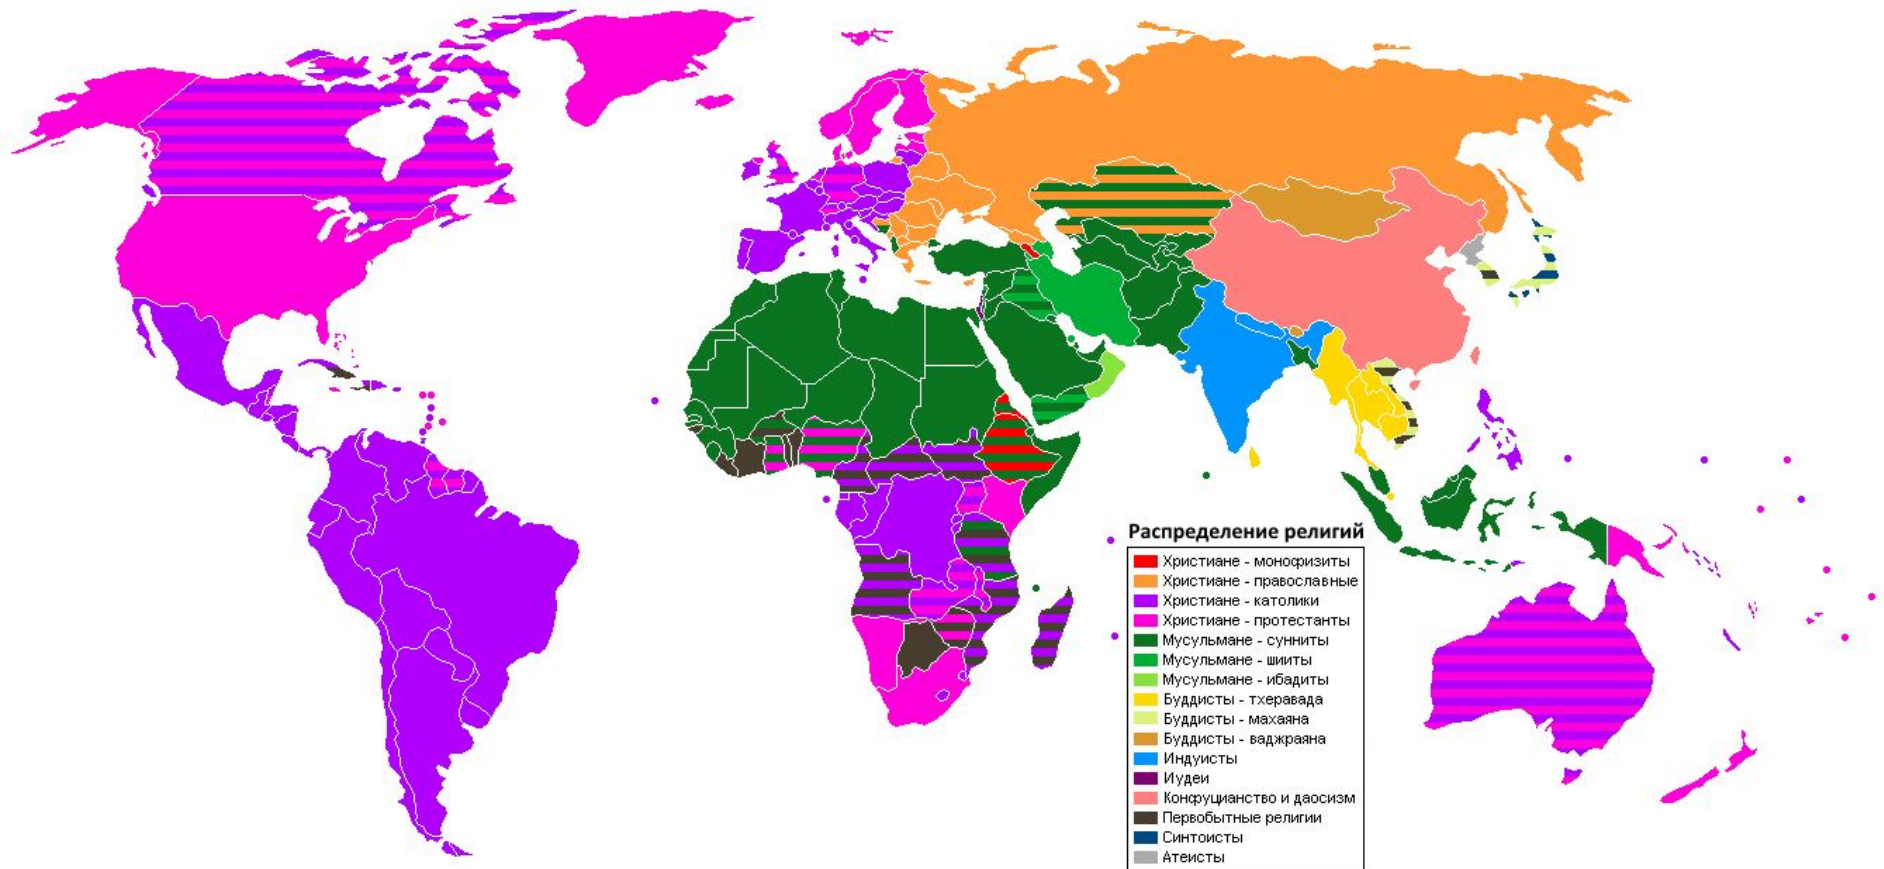 Распределение религий
Христиане - монофизиты
Христиане - православные
Христиане - католики
Христиане - протестанты
Мусульмане - сунниты
Мусульмане - шииты
Мусульмане - ибадиты
Буддисты - тхеравада
Буддисты - махаяна
Буддисты - ваджраяна
Индуисты
Иудеи
Конфуцианство и даосизм
Первобытные религии
Синтоисты
Атеисты